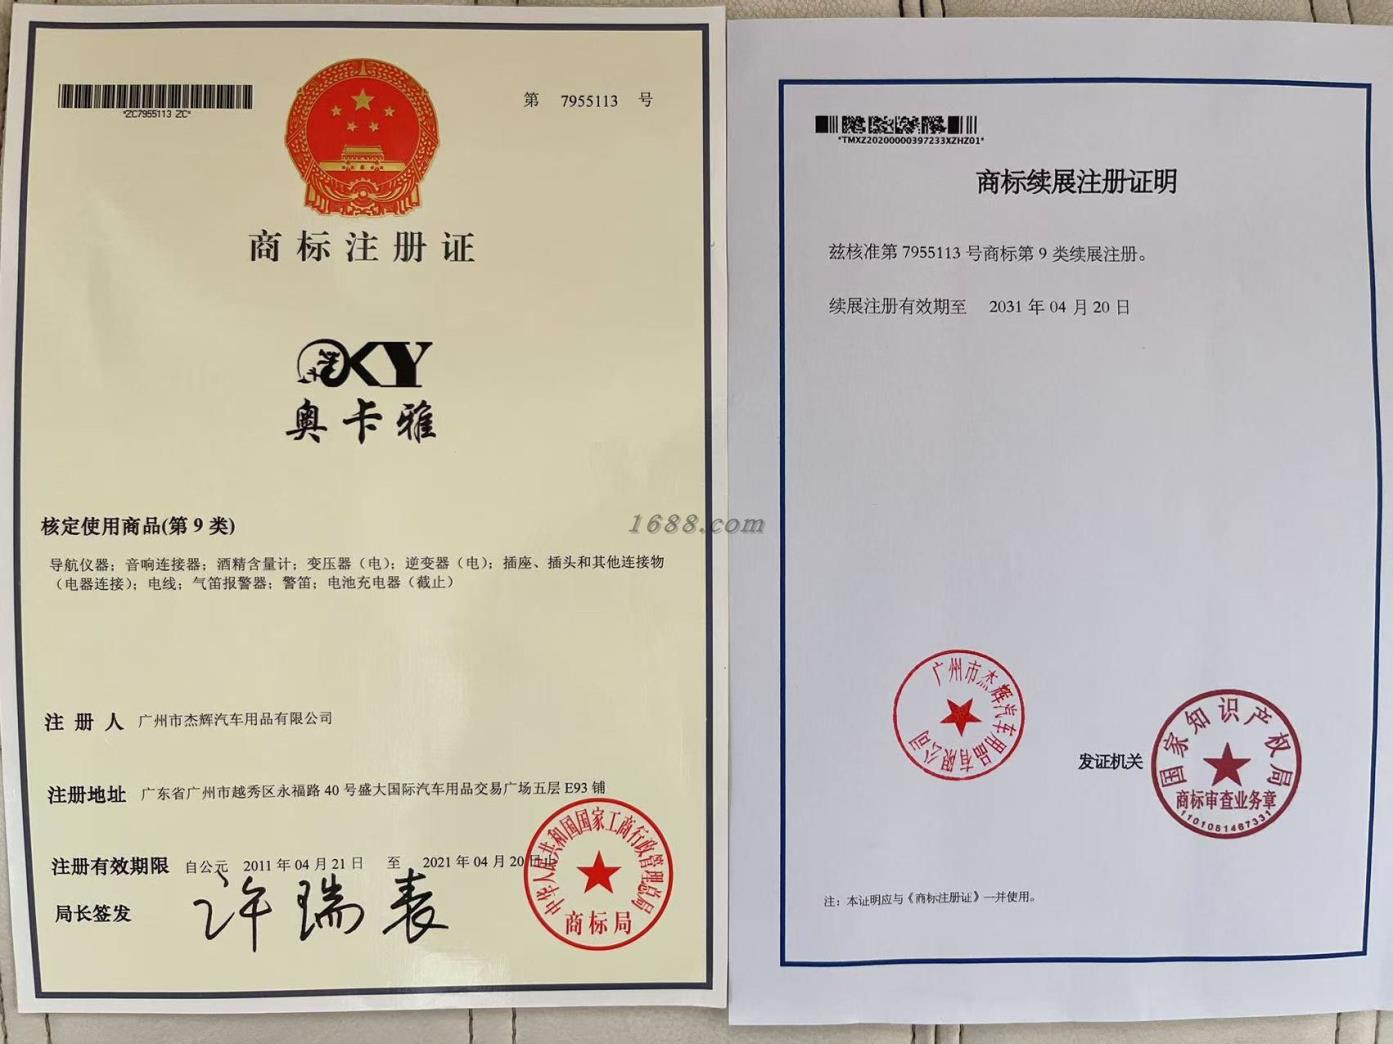 *ZC7955113 ZC*
第 7955113 号
商标注册证
KY
奥卡雅
核定使用商品(第 9 类)
导航仪器；音响连接器；酒精含量计；变压器（电）；逆变器（电）；插座、插头和其他连接物
（电器连接）；电线；气笛报警器；警笛；电池充电器（截止）
注 册 人 广州市杰辉汽车用品有限公司
注册地址 广东省广州市越秀区永福路 40 号盛大国际汽车用品交易广场五层 E93 铺
注册有效期限 自公元 2011 年 04 月 21 日 至 2021 年 04 月 20 日止
局长签发 许瑞表
中华人民共和国国家工商行政管理总局
商标局
1688.com
*TMXZ20200000397233XZHZ01*
商标续展注册证明
兹核准第 7955113 号商标第 9 类续展注册。
续展注册有效期至 2031 年 04 月 20 日
广州市杰辉汽车用品有限公司
发证机关
国家知识产权局
商标审查业务章
1101081467331
注：本证明应与《商标注册证》一并使用。